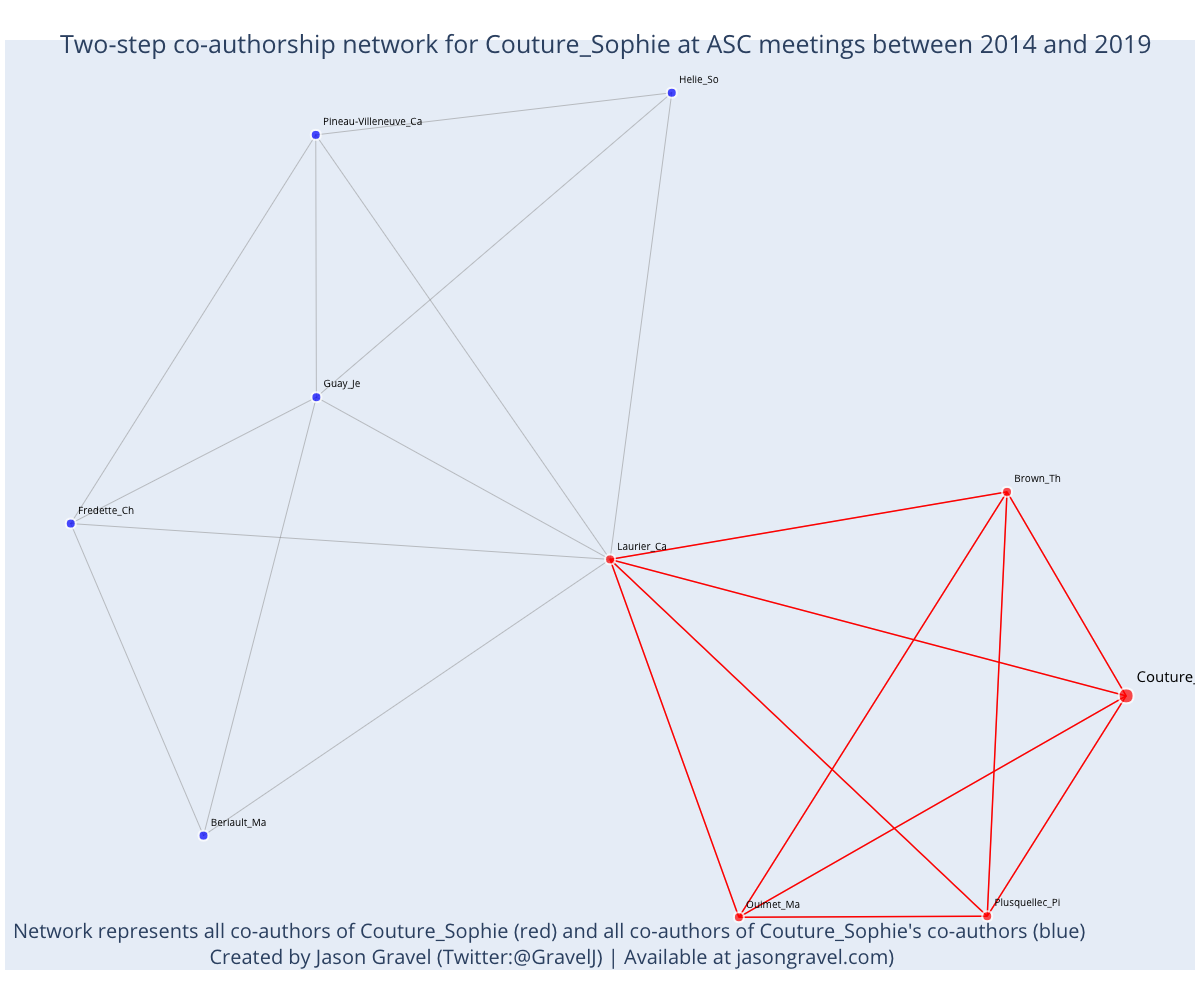 Two-step co-authorship network for Couture_Sophie at ASC meetings between 2014 and 2019
Helie_So
Pineau-Villeneuve_Ca
Guay_Je
Brown_Th
Fredette_Ch
Laurier_Ca
Couture_
Beriault_Ma
Ouimet_Ma
Plusquellec_Pi
Network represents all co-authors of Couture_Sophie (red) and all co-authors of Couture_Sophie's co-authors (blue)
Created by Jason Gravel (Twitter:@GravelJ) | Available at jasongravel.com)